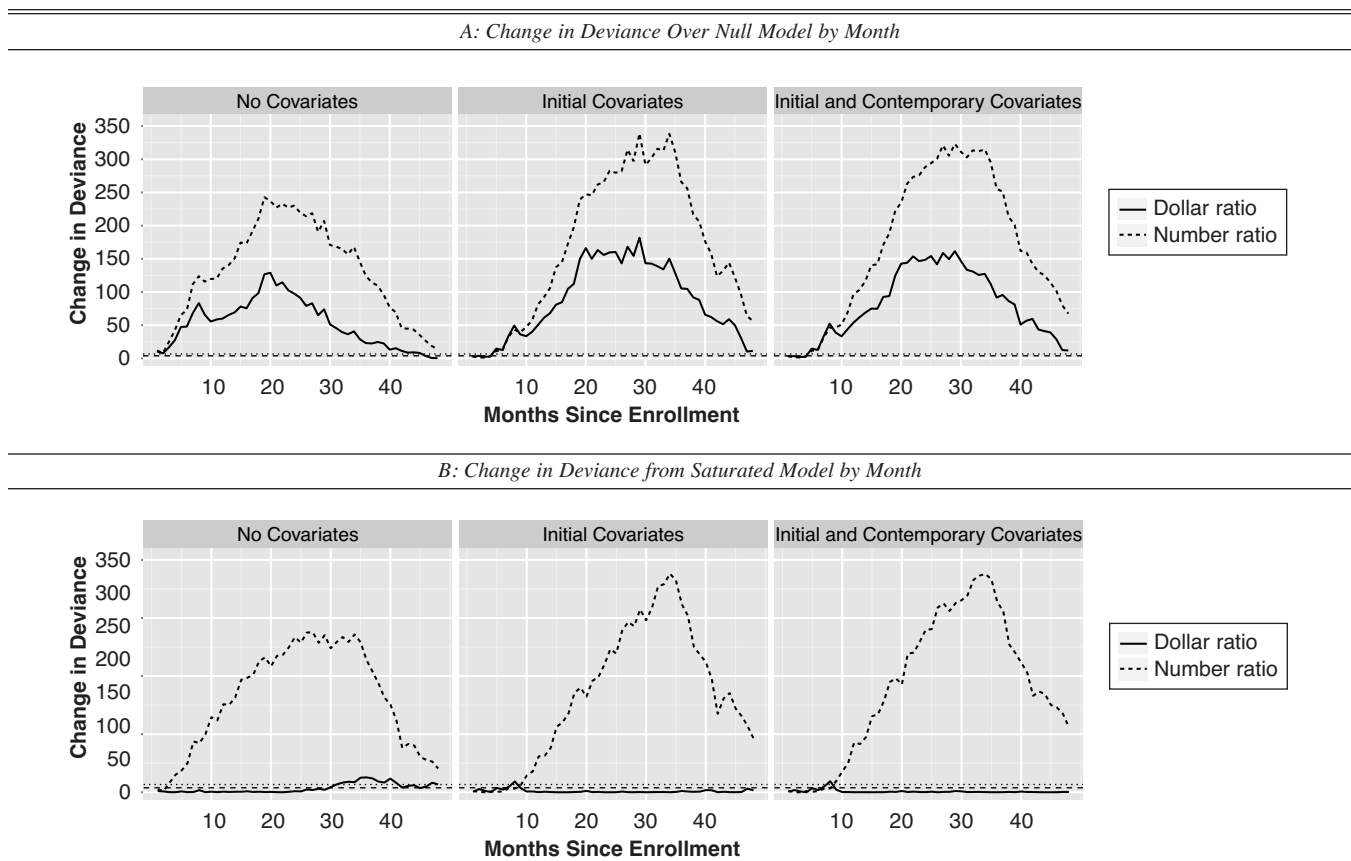 A: Change in Deviance Over Null Model by Month
No Covariates
Initial Covariates
Initial and Contemporary Covariates
Change in Deviance
350
300
250
200
150
100
50
0
10 20 30 40
10 20 30 40
10 20 30 40
Months Since Enrollment
Dollar ratio
Number ratio
B: Change in Deviance from Saturated Model by Month
No Covariates
Initial Covariates
Initial and Contemporary Covariates
Change in Deviance
350
300
250
200
150
100
50
0
10 20 30 40
10 20 30 40
10 20 30 40
Months Since Enrollment
Dollar ratio
Number ratio